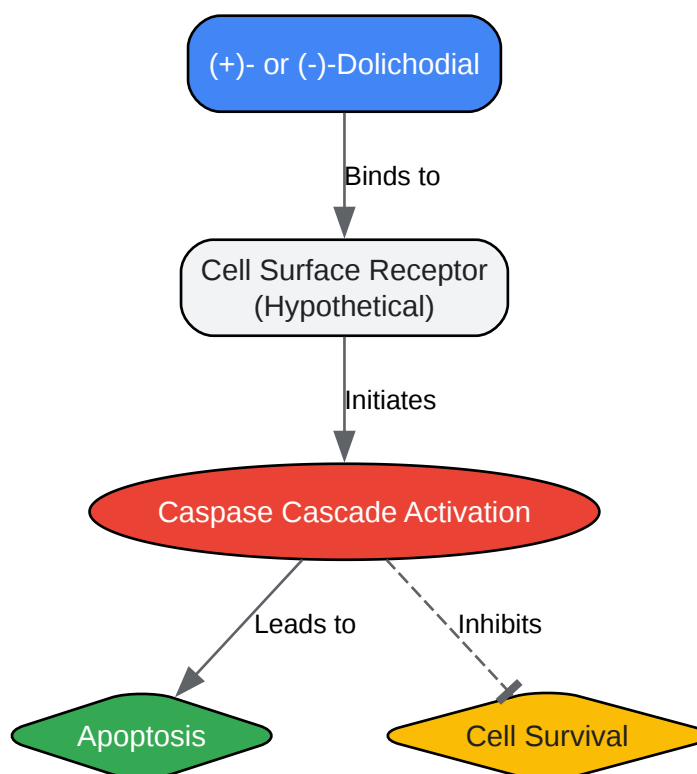 (+)- or (-)-Dolichodial
Binds to
Cell Surface Receptor
(Hypothetical)
Initiates
Caspase Cascade Activation
Leads to
Inhibits
Apoptosis
Cell Survival